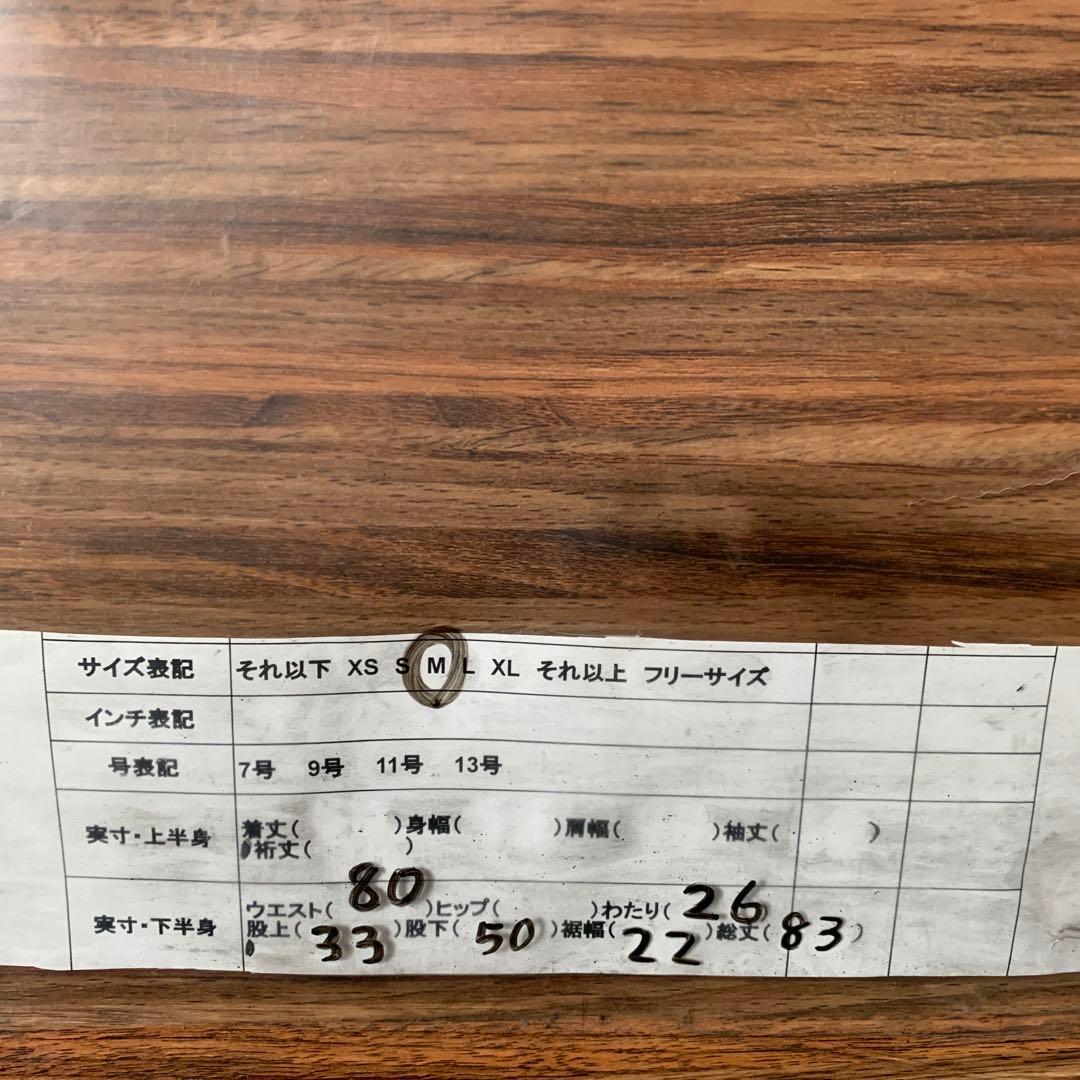 サイズ表記 それ以下 XS S M L XL それ以上 フリーサイズ
インチ表記
号表記 7号 9号 11号 13号
実寸・上半身 着丈( )身幅( )肩幅( )袖丈( )
裄丈( )
実寸・下半身 ウエスト( 80 )ヒップ( )わたり( 26 )
股上( 33 )股下( 50 )裾幅( 22 )総丈( 83 )